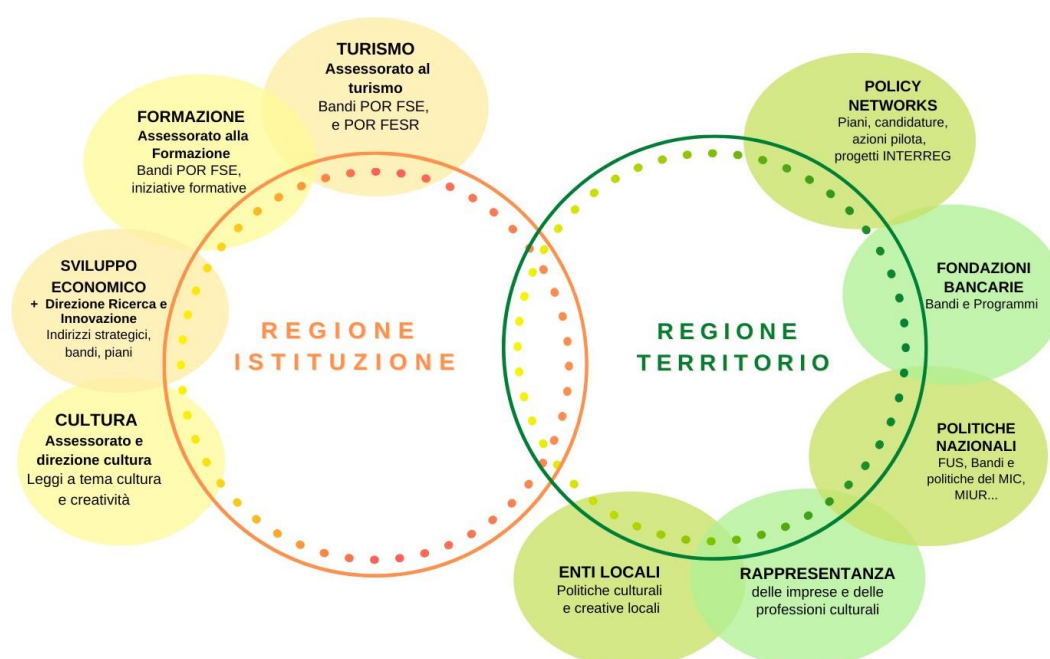 TURISMO
Assessorato al
turismo
Bandi POR FSE,
e POR FESR
FORMAZIONE
Assessorato alla
Formazione
Bandi POR FSE,
iniziative formative
SVILUPPO
ECONOMICO
+ Direzione Ricerca e
Innovazione
Indirizzi strategici,
bandi, piani
CULTURA
Assessorato e
direzione cultura
Leggi a tema cultura
e creatività
REGIONE
ISTITUZIONE
REGIONE
TERRITORIO
POLICY
NETWORKS
Piani, candidature,
azioni pilota,
progetti INTERREG
FONDAZIONI
BANCARIE
Bandi e Programmi
POLITICHE
NAZIONALI
FUS, Bandi e
politiche del MIC,
MIUR...
ENTI LOCALI
Politiche culturali
e creative locali
RAPPRESENTANZA
delle imprese e delle
professioni culturali